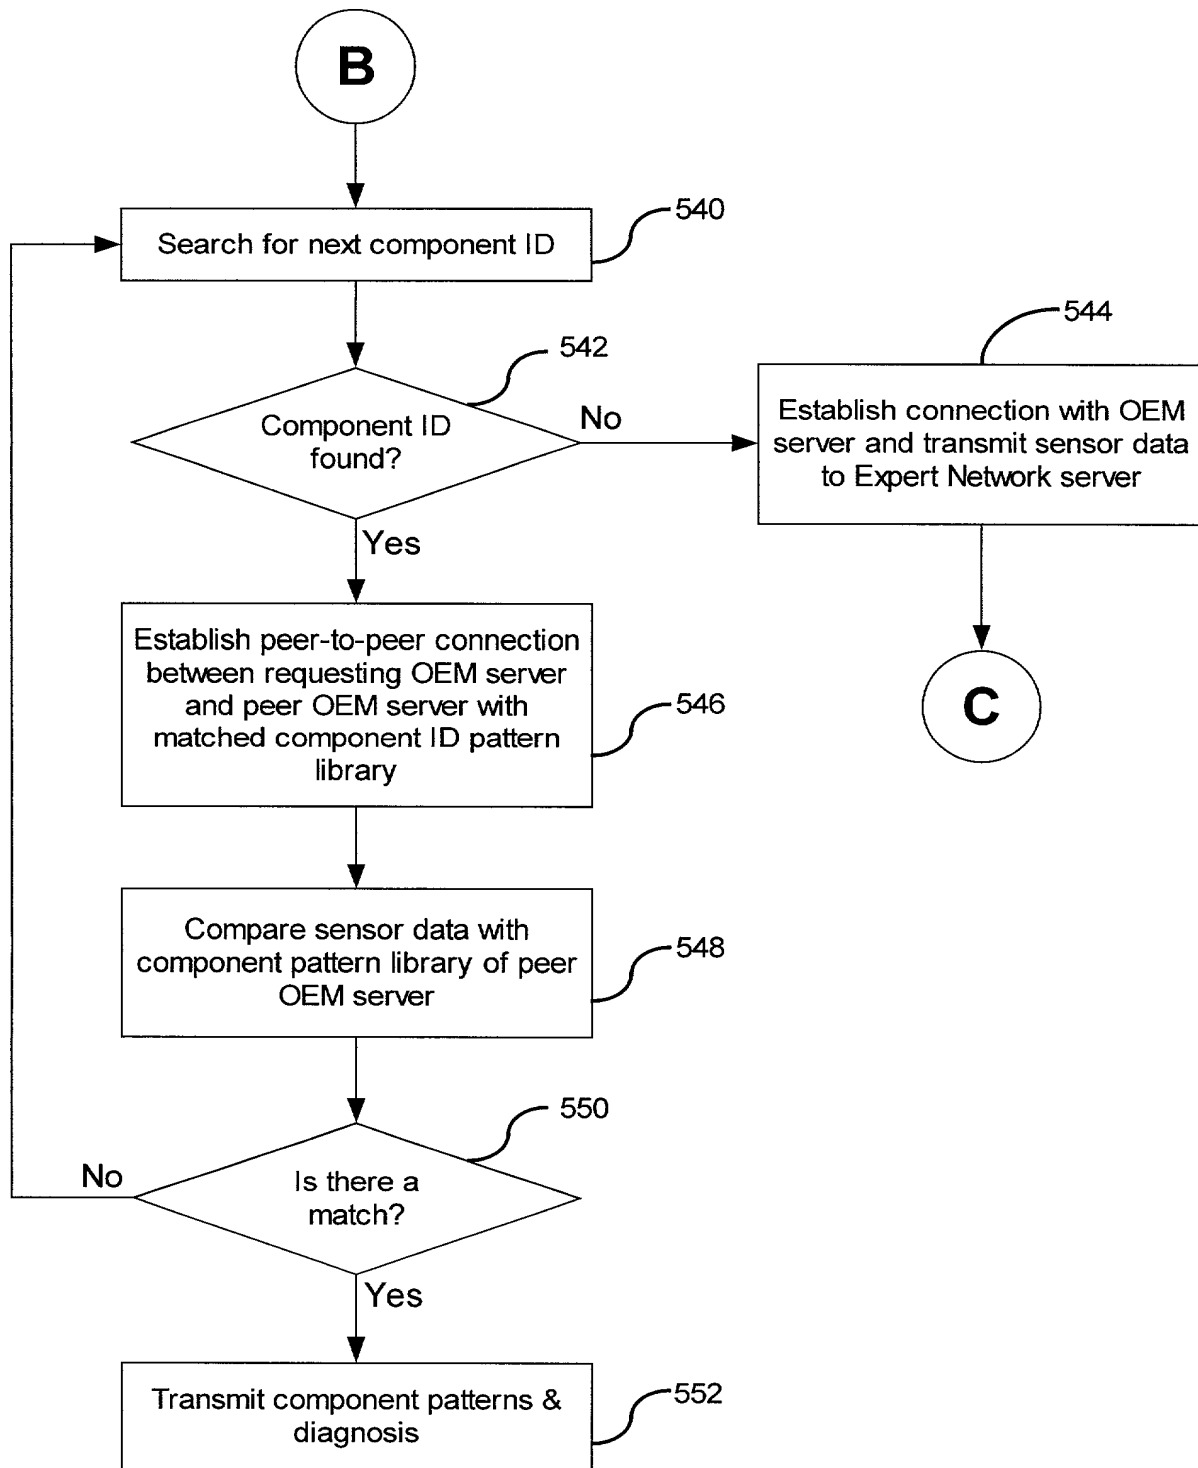 B
Search for next component ID
540
542
Component ID
found?
No
544
Establish connection with OEM
server and transmit sensor data
to Expert Network server
Yes
C
Establish peer-to-peer connection
between requesting OEM server
and peer OEM server with
matched component ID pattern
library
546
Compare sensor data with
component pattern library of peer
OEM server
548
550
Is there a
match?
No
Yes
Transmit component patterns &
diagnosis
552